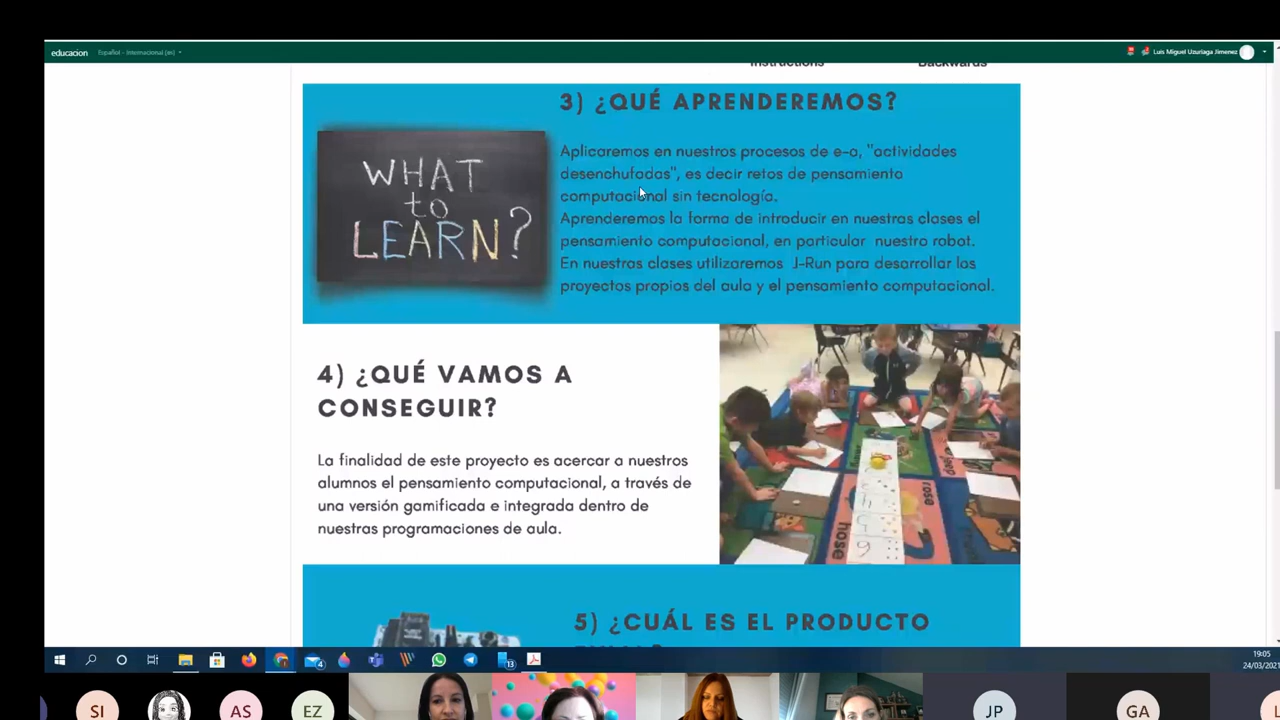 educacion Español - Internacional (es) Luis Miguel Uzuriaga Jimenez
Instructions Backwards
3) ¿QUÉ APRENDEREMOS?
WHAT
to
LEARN?
Aplicaremos en nuestros procesos de e-a, "actividades
desenchufadas", es decir retos de pensamiento
computacional sin tecnología.
Aprenderemos la forma de introducir en nuestras clases el
pensamiento computacional, en particular nuestro robot.
En nuestras clases utilizaremos J-Run para desarrollar los
proyectos propios del aula y el pensamiento computacional.
4) ¿QUÉ VAMOS A
CONSEGUIR?
La finalidad de este proyecto es acercar a nuestros
alumnos el pensamiento computacional, a través de
una versión gamificada e integrada dentro de
nuestras programaciones de aula.
rose
hose
5) ¿CUÁL ES EL PRODUCTO
4
13
19:05
24/03/2021
SI AS EZ JP GA L